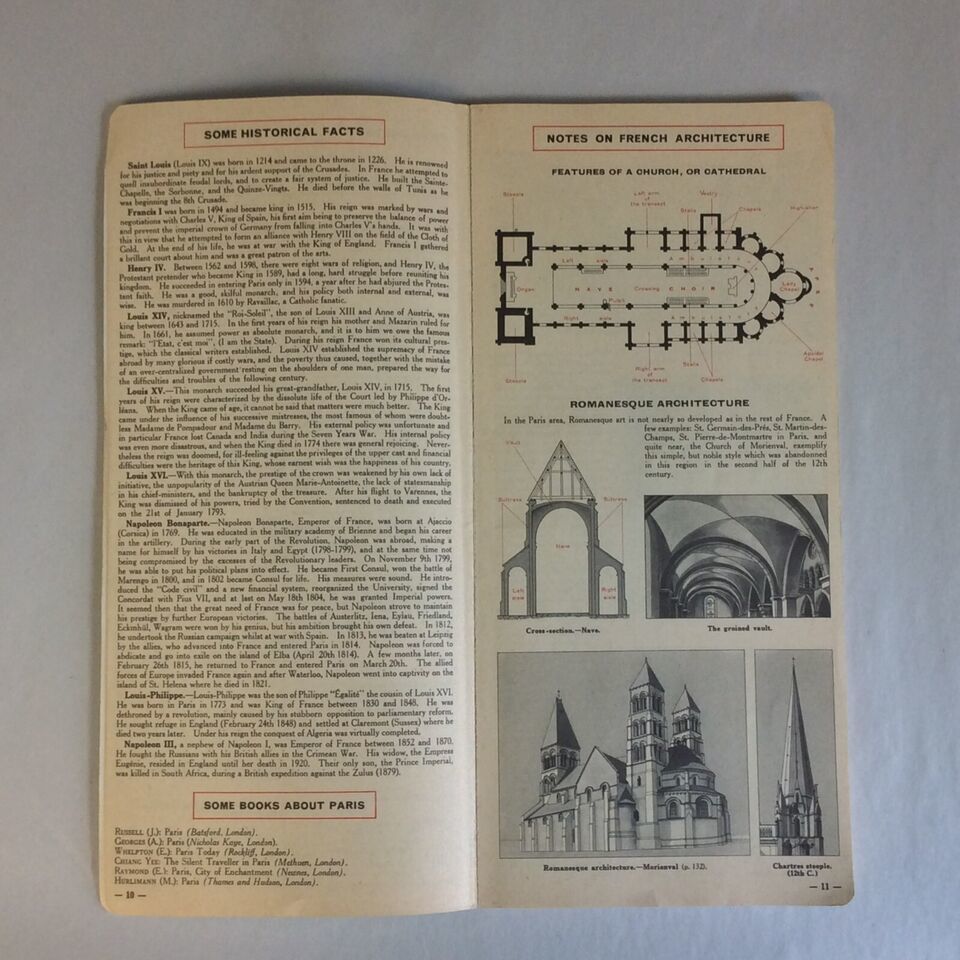 SOME HISTORICAL FACTS
Saint Louis (Louis IX) was born in 1214 and came to the throne in 1226. He is renowned
for his justice and piety and for his ardent support of the Crusades. In France he attempted to
quell insubordinate feudal lords, and to create a fair system of justice. He built the Sainte-
Chapelle, the Sorbonne, and the Quinze-Vingts. He died before the walls of Tunis as he
was beginning the 8th Crusade.
Francis I was born in 1494 and became king in 1515. His reign was marked by wars and
negotiations with Charles V, King of Spain, his first aim being to preserve the balance of power
and prevent the imperial crown of Germany from falling into Charles V's hands. It was with
this in view that he attempted to form an alliance with Henry VIII on the field of the Cloth of
Gold. At the end of his life, he was at war with the King of England. Francis I gathered
a brilliant court about him and was a great patron of the arts.
Henry IV. Between 1562 and 1598, there were eight wars of religion, and Henry IV, the
Protestant pretender who became King in 1589, had a long, hard struggle before reuniting his
kingdom. He succeeded in entering Paris only in 1594, a year after he had abjured the Protes-
tant faith. He was a good, skilful monarch, and his policy both internal and external, was
wise. He was murdered in 1610 by Ravaillac, a Catholic fanatic.
Louis XIV, nicknamed the "Roi-Soleil", the son of Louis XIII and Anne of Austria, was
king between 1643 and 1715. In the first years of his reign his mother and Mazarin ruled for
him. In 1661, he assumed power as absolute monarch, and it is to him we owe the famous
remark: "l'Etat, c'est moi", (I am the State). During his reign France won its cultural pres-
tige, which the classical writers established. Louis XIV established the supremacy of France
abroad by many glorious if costly wars, and the poverty thus caused, together with the mistake
of an over-centralized government resting on the shoulders of one man, prepared the way for
the difficulties and troubles of the following century.
Louis XV.—This monarch succeeded his great-grandfather, Louis XIV, in 1715. The first
years of his reign were characterized by the dissolute life of the Court led by Philippe d'Or-
léans. When the King came of age, it cannot be said that matters were much better. The King
came under the influence of his successive mistresses, the most famous of whom were doubt-
less Madame de Pompadour and Madame du Barry. His external policy was unfortunate and
in particular France lost Canada and India during the Seven Years War. His internal policy
was even more disastrous, and when the King died in 1774 there was general rejoicing. Never-
theless the reign was doomed, for ill-feeling against the privileges of the upper cast and financial
difficulties were the heritage of this King, whose earnest wish was the happiness of his country.
Louis XVI.—With this monarch, the prestige of the crown was weakened by his own lack of
initiative, the unpopularity of the Austrian Queen Marie-Antoinette, the lack of statesmanship
in his chief-ministers, and the bankruptcy of the treasure. After his flight to Varennes, the
King was dismissed of his powers, tried by the Convention, sentenced to death and executed
on the 21st of January 1793.
Napoleon Bonaparte.—Napoleon Bonaparte, Emperor of France, was born at Ajaccio
(Corsica) in 1769. He was educated in the military academy of Brienne and began his career
in the artillery. During the early part of the Revolution, Napoleon was abroad, making a
name for himself by his victories in Italy and Egypt (1798-1799), and at the same time not
being compromised by the excesses of the Revolutionary leaders. On November 9th 1799,
he was able to put his political plans into effect. He became First Consul, won the battle of
Marengo in 1800, and in 1802 became Consul for life. His measures were sound. He intro-
duced the "Code civil" and a new financial system, reorganized the University, signed the
Concordat with Pius VII, and at last on May 18th 1804, he was granted Imperial powers.
It seemed then that the great need of France was for peace, but Napoleon strove to maintain
his prestige by further European victories. The battles of Austerlitz, Iena, Eylau, Friedland,
Eckmühl, Wagram were won by his genius, but his ambition brought his own defeat. In 1812,
he undertook the Russian campaign whilst at war with Spain. In 1813, he was beaten at Leipzig
by the allies, who advanced into France and entered Paris in 1814. Napoleon was forced to
abdicate and go into exile on the island of Elba (April 20th 1814). A few months later, on
February 26th 1815, he returned to France and entered Paris on March 20th. The allied
forces of Europe invaded France again and after Waterloo, Napoleon went into captivity on the
island of St. Helena where he died in 1821.
Louis-Philippe.—Louis-Philippe was the son of Philippe "Égalité" the cousin of Louis XVI.
He was born in Paris in 1773 and was King of France between 1830 and 1848. He was
dethroned by a revolution, mainly caused by his stubborn opposition to parliamentary reform.
He sought refuge in England (February 24th 1848) and settled at Claremont (Sussex) where he
died two years later. Under his reign the conquest of Algeria was virtually completed.
Napoleon III, a nephew of Napoleon I, was Emperor of France between 1852 and 1870.
He fought the Russians with his British allies in the Crimean War. His widow, the Empress
Eugénie, resided in England until her death in 1920. Their only son, the Prince Imperial,
was killed in South Africa, during a British expedition against the Zulus (1879).
SOME BOOKS ABOUT PARIS
RUSSELL (J.): Paris (Batsford, London).
GEORGES (A.): Paris (Nicholas Kaye, London).
WHELPTON (E.): Paris Today (Rockliff, London).
CHIANG YEE: The Silent Traveller in Paris (Methuen, London).
RAYMOND (E.): Paris, City of Enchantment (Newnes, London).
HURLIMANN (M.): Paris (Thames and Hudson, London).
— 10 —
NOTES ON FRENCH ARCHITECTURE
FEATURES OF A CHURCH, OR CATHEDRAL
Steeple
Left arm
of the transept
Vestry
Stalls
Chapels
High-altar
Left aisle
Ambulatory
Organ
NAVE
Crossing
CHOIR
Lady
Chapel
Pulpit
Right aisle
Ambulatory
Apsidal
Chapel
Steeple
Right arm
of the transept
Stalls
Chapels
ROMANESQUE ARCHITECTURE
In the Paris area, Romanesque art is not nearly so developed as in the rest of France. A
few examples: St. Germain-des-Prés, St. Martin-des-
Champs, St. Pierre-de-Montmartre in Paris, and
quite near, the Church of Morienval, exemplify
this simple, but noble style which was abandoned
in this region in the second half of the 12th
century.
Vault
Buttress
Buttress
Nave
Left
aisle
Right
aisle
Cross-section.—Nave.
The groined vault.
Romanesque architecture.—Morienval (p. 132).
Chartres steeple.
(12th C.)
— 11 —